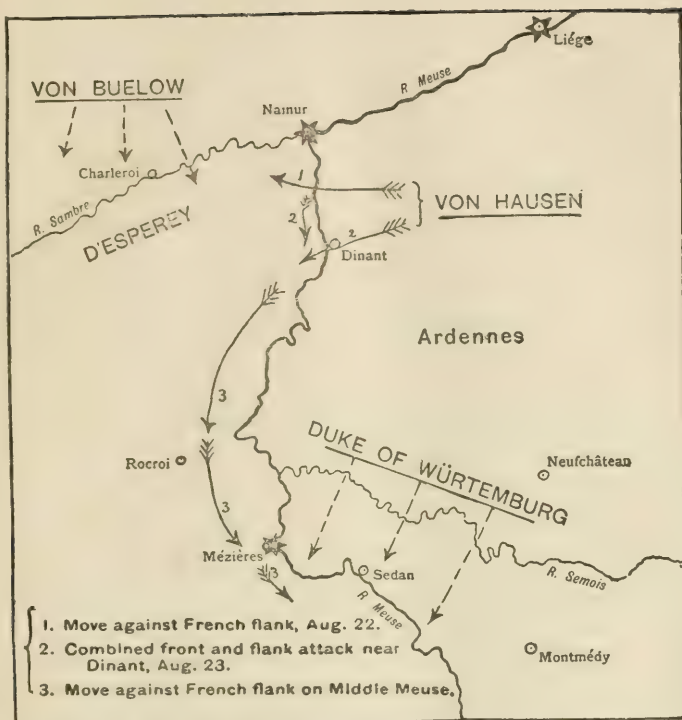 Liége
R. Meuse
VON BUELOW
Namur
Charleroi
1
VON HAUSEN
R. Sambre
2
2
D'ESPEREY
Dinant
Ardennes
3
DUKE OF WÜRTEMBURG
Rocroi
Neufchâtel
3
Mézières
3
Sedan
R. Semois
R. Meuse
Montmédy
1. Move against French flank, Aug. 22.
2. Combined front and flank attack near
Dinant, Aug. 23.
3. Move against French flank on Middle Meuse.